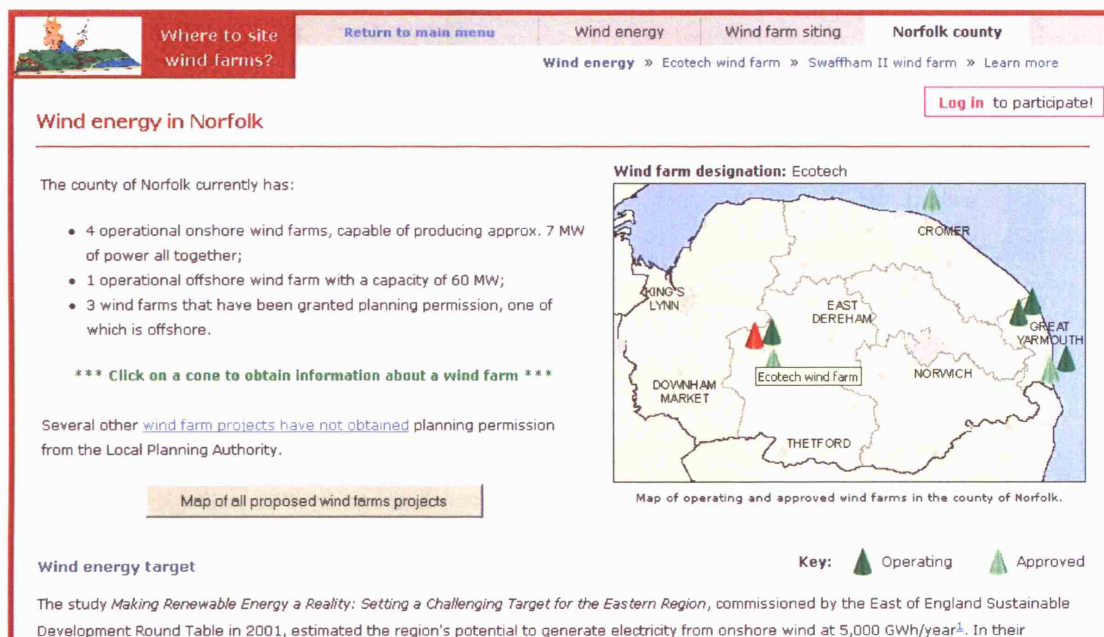 Where to site
wind farms?
Return to main menu
Wind energy
Wind farm siting
Norfolk county
Wind energy » Ecotech wind farm » Swaffham II wind farm » Learn more
Log in to participate!
Wind energy in Norfolk
The county of Norfolk currently has:
• 4 operational onshore wind farms, capable of producing approx. 7 MW
of power all together;
• 1 operational offshore wind farm with a capacity of 60 MW;
• 3 wind farms that have been granted planning permission, one of
which is offshore.
*** Click on a cone to obtain information about a wind farm ***
Several other wind farm projects have not obtained planning permission
from the Local Planning Authority.
Map of all proposed wind farms projects
Wind farm designation: Ecotech
CROMER
KING'S
LYNN
EAST
DEREHAM
GREAT
YARMOUTH
Ecotech wind farm
NORWICH
DOWNHAM
MARKET
THETFORD
Map of operating and approved wind farms in the county of Norfolk.
Key: Operating Approved
Wind energy target
The study Making Renewable Energy a Reality: Setting a Challenging Target for the Eastern Region, commissioned by the East of England Sustainable
Development Round Table in 2001, estimated the region's potential to generate electricity from onshore wind at 5,000 GWh/year1. In their